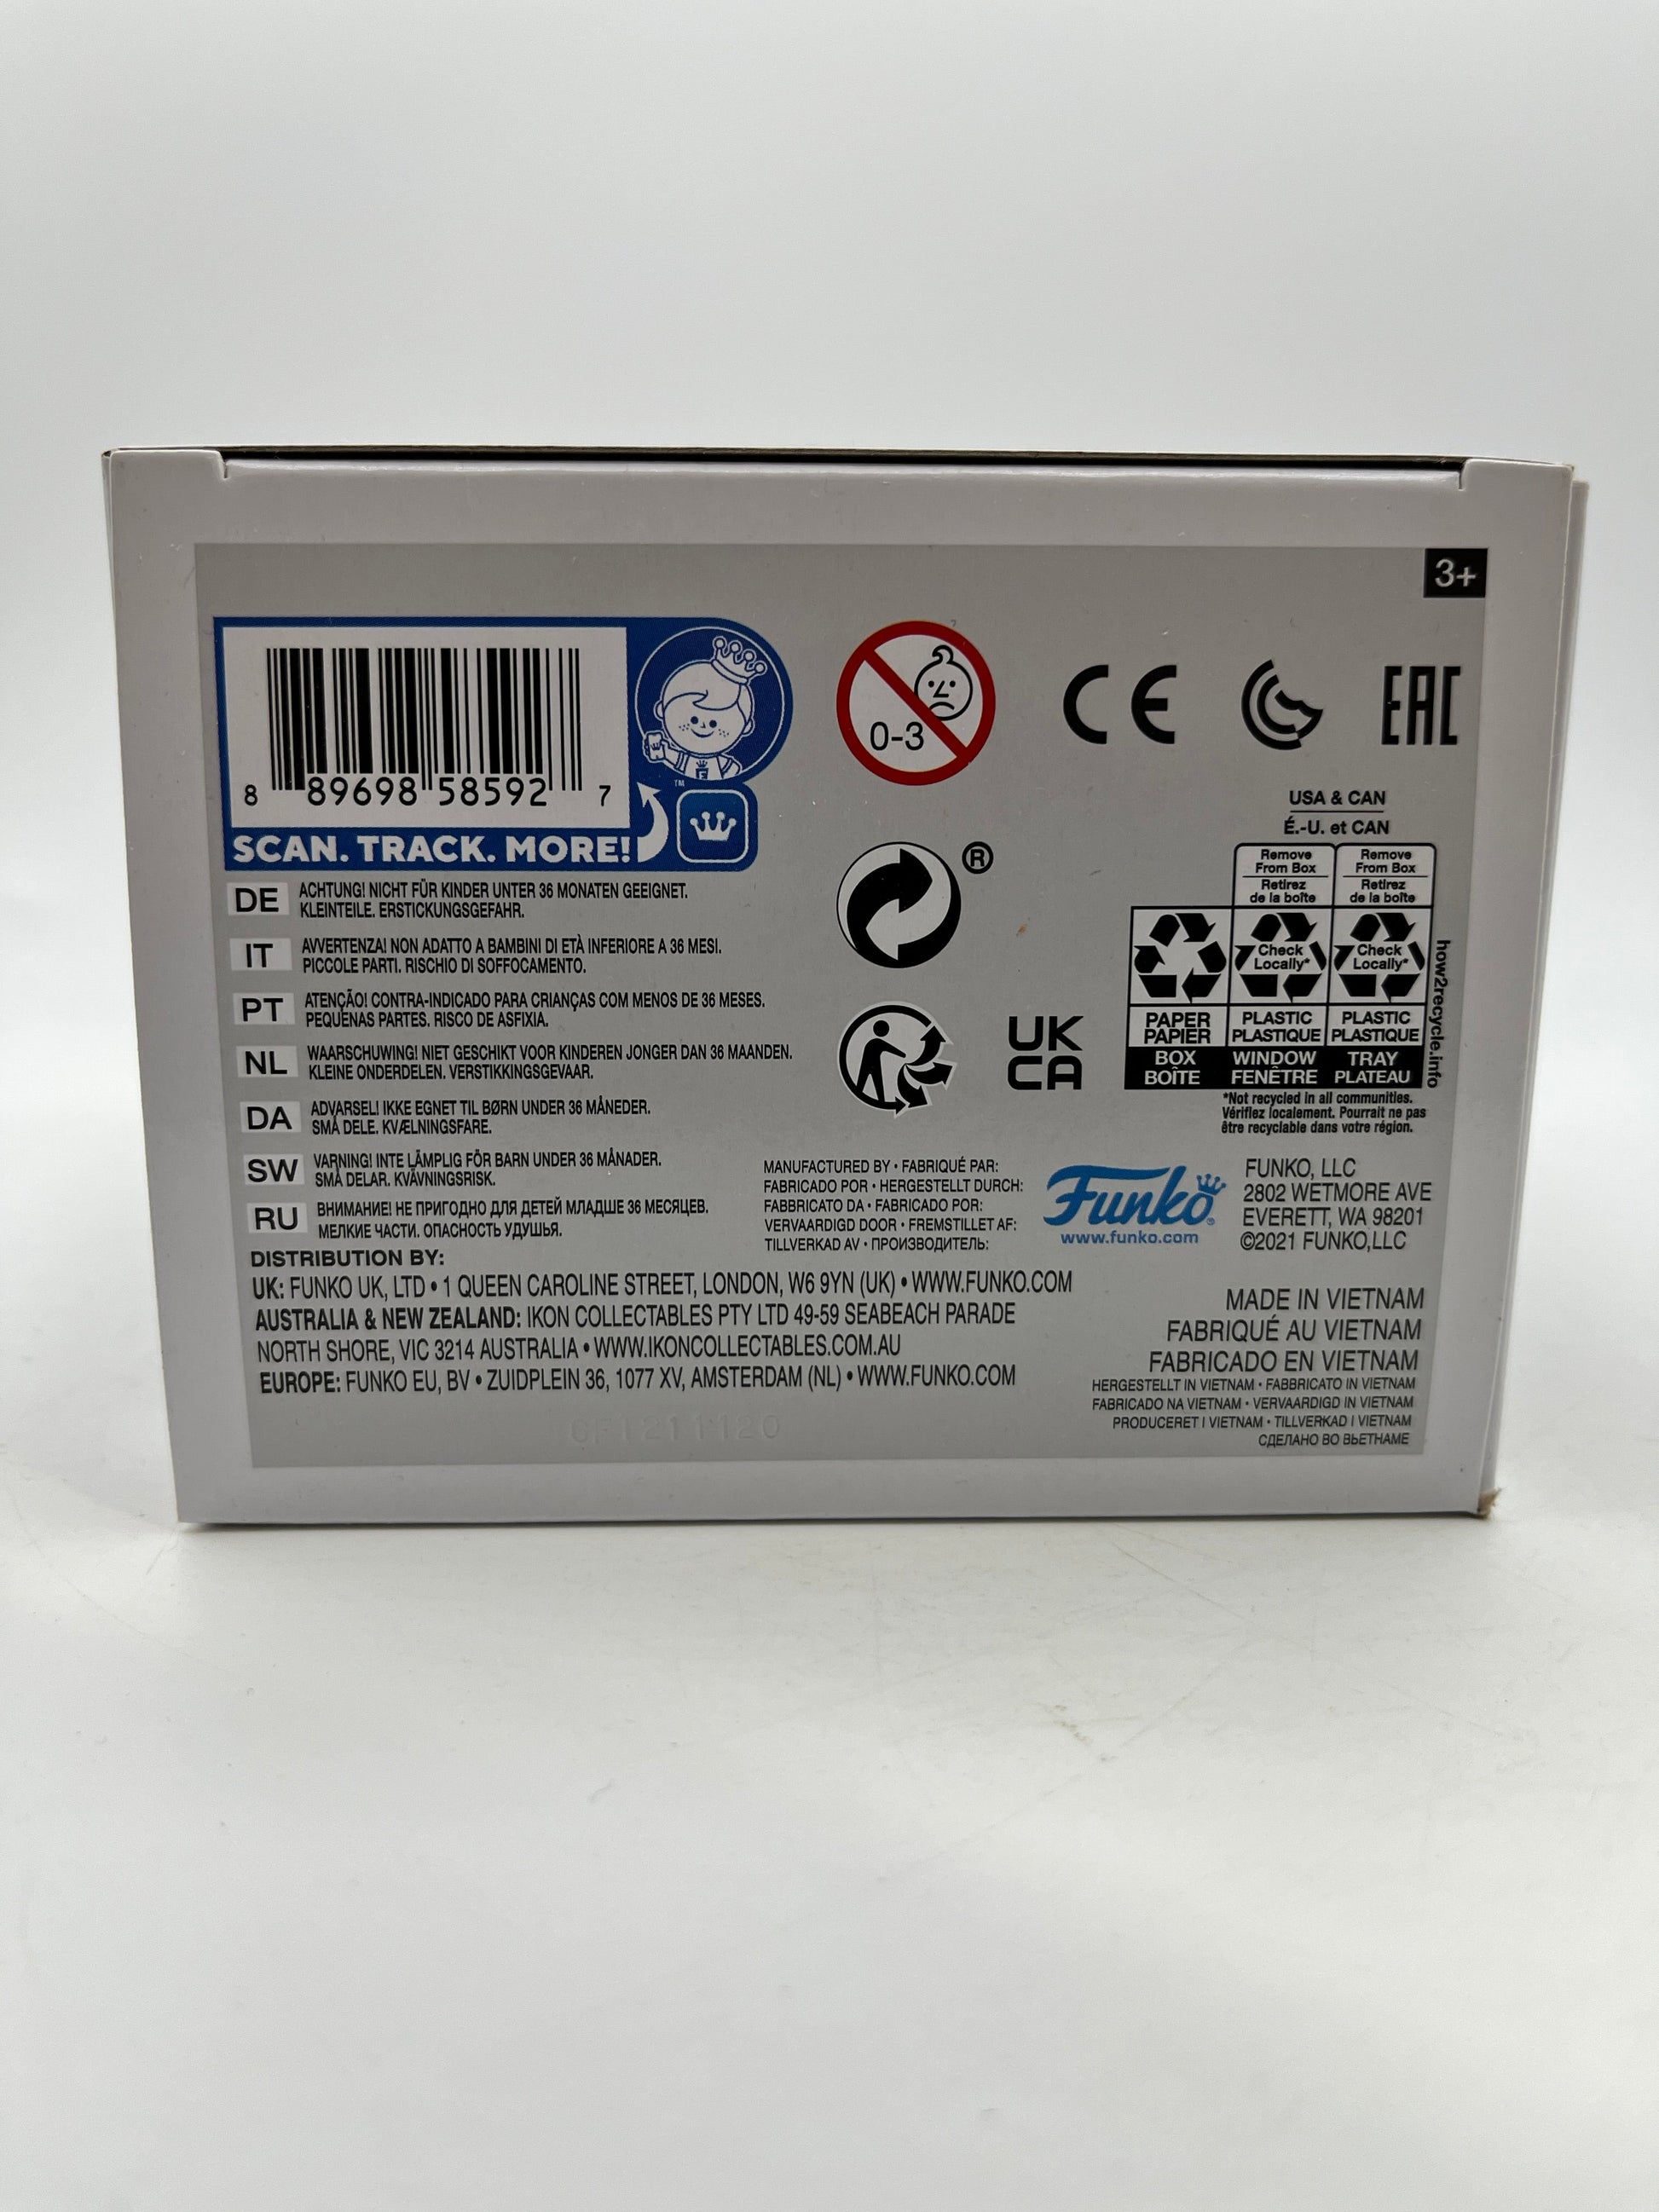 3+
8 89698 58592 7
SCAN. TRACK. MORE!
™
0-3
CE
EAC
®
UK
CA
USA & CAN
É.-U. et CAN
Remove
From Box
Retirez
de la boîte
Remove
From Box
Retirez
de la boîte
Check
Locally*
Check
Locally*
PAPER
PAPIER
PLASTIC
PLASTIQUE
PLASTIC
PLASTIQUE
BOX
BOÎTE
WINDOW
FENÊTRE
TRAY
PLATEAU
how2recycle.info
*Not recycled in all communities.
Vérifiez localement. Pourrait ne pas
être recyclable dans votre région.
DE ACHTUNG! NICHT FÜR KINDER UNTER 36 MONATEN GEEIGNET.
KLEINTEILE. ERSTICKUNGSGEFAHR.
IT AVVERTENZA! NON ADATTO A BAMBINI DI ETÀ INFERIORE A 36 MESI.
PICCOLE PARTI. RISCHIO DI SOFFOCAMENTO.
PT ATENÇÃO! CONTRA-INDICADO PARA CRIANÇAS COM MENOS DE 36 MESES.
PEQUENAS PARTES. RISCO DE ASFIXIA.
NL WAARSCHUWING! NIET GESCHIKT VOOR KINDEREN JONGER DAN 36 MAANDEN.
KLEINE ONDERDELEN. VERSTIKKINGSGEVAAR.
DA ADVARSEL! IKKE EGNET TIL BØRN UNDER 36 MÅNEDER.
SMÅ DELE. KVÆLNINGSFARE.
SW VARNING! INTE LÄMPLIG FÖR BARN UNDER 36 MÅNADER.
SMÅ DELAR. KVÄVNINGSRISK.
RU ВНИМАНИЕ! НЕ ПРИГОДНО ДЛЯ ДЕТЕЙ МЛАДШЕ 36 МЕСЯЦЕВ.
МЕЛКИЕ ЧАСТИ. ОПАСНОСТЬ УДУШЬЯ.
MANUFACTURED BY • FABRIQUÉ PAR:
FABRICADO POR • HERGESTELLT DURCH:
FABBRICATO DA • FABRICADO POR:
VERVAARDIGD DOOR • FREMSTILLET AF:
TILLVERKAD AV • ПРОИЗВОДИТЕЛЬ:
Funko
www.funko.com
FUNKO, LLC
2802 WETMORE AVE
EVERETT, WA 98201
©2021 FUNKO,LLC
DISTRIBUTION BY:
UK: FUNKO UK, LTD • 1 QUEEN CAROLINE STREET, LONDON, W6 9YN (UK) • WWW.FUNKO.COM
AUSTRALIA & NEW ZEALAND: IKON COLLECTABLES PTY LTD 49-59 SEABEACH PARADE
NORTH SHORE, VIC 3214 AUSTRALIA • WWW.IKONCOLLECTABLES.COM.AU
EUROPE: FUNKO EU, BV • ZUIDPLEIN 36, 1077 XV, AMSTERDAM (NL) • WWW.FUNKO.COM
MADE IN VIETNAM
FABRIQUÉ AU VIETNAM
FABRICADO EN VIETNAM
HERGESTELLT IN VIETNAM • FABBRICATO IN VIETNAM
FABRICADO NA VIETNAM • VERVAARDIGD IN VIETNAM
PRODUCERET I VIETNAM • TILLVERKAD I VIETNAM
СДЕЛАНО ВО ВЬЕТНАМЕ